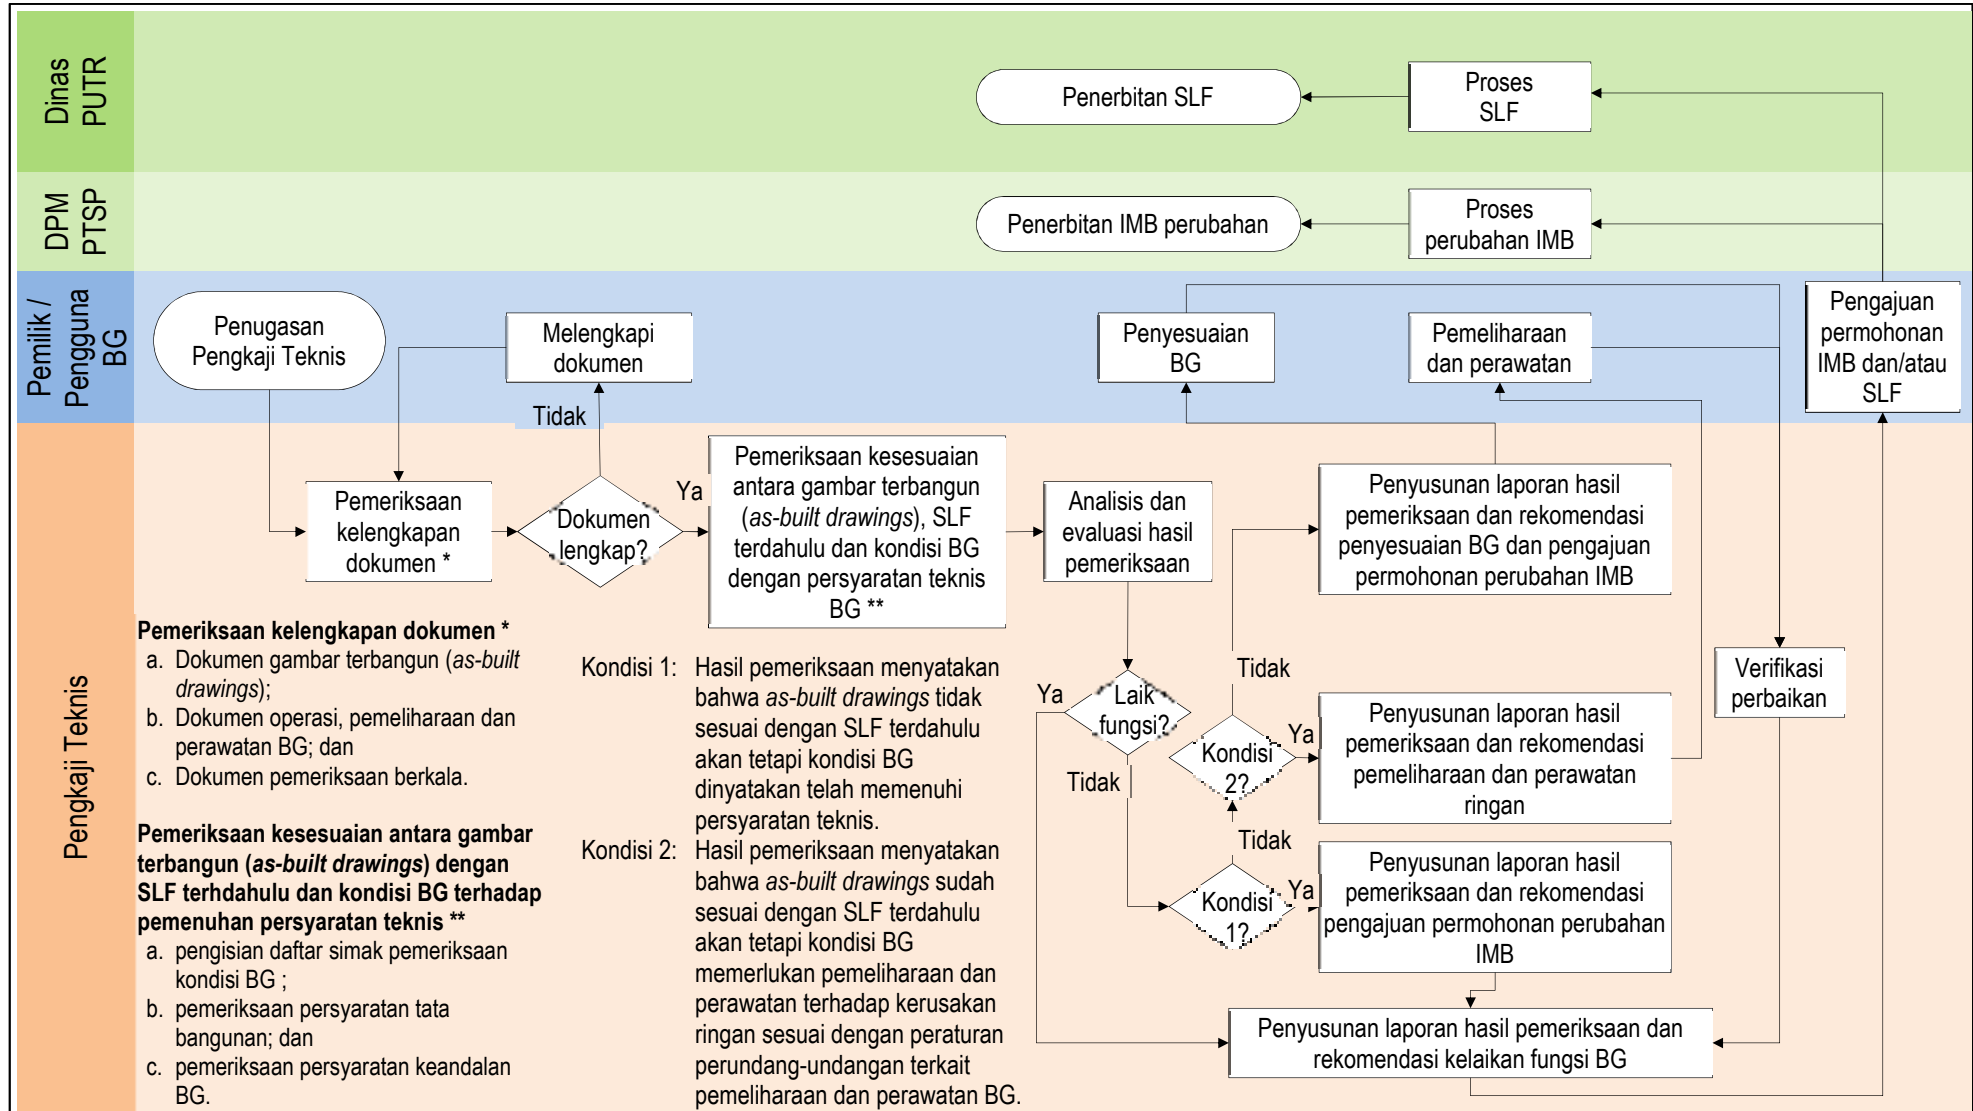 Dinas
PUTR
Penerbitan SLF
Proses
SLF
DPM
PTSP
Penerbitan IMB perubahan
Proses
perubahan IMB
Pemilik /
Pengguna
BG
Penugasan
Pengkaji Teknis
Melengkapi
dokumen
Penyesuaian
BG
Pemeliharaan
dan perawatan
Pengajuan
permohonan
IMB dan/atau
SLF
Tidak
Pengkaji Teknis
Pemeriksaan
kelengkapan
dokumen *
Dokumen
lengkap?
Ya
Pemeriksaan kesesuaian
antara gambar terbangun
(as-built drawings), SLF
terdahulu dan kondisi BG
dengan persyaratan teknis
BG **
Analisis dan
evaluasi hasil
pemeriksaan
Penyusunan laporan hasil
pemeriksaan dan rekomendasi
penyesuaian BG dan pengajuan
permohonan perubahan IMB
Pemeriksaan kelengkapan dokumen *
a. Dokumen gambar terbangun (as-built
drawings);
b. Dokumen operasi, pemeliharaan dan
perawatan BG; dan
c. Dokumen pemeriksaan berkala.
Pemeriksaan kesesuaian antara gambar
terbangun (as-built drawings) dengan
SLF terhdahulu dan kondisi BG terhadap
pemenuhan persyaratan teknis **
a. pengisian daftar simak pemeriksaan
kondisi BG ;
b. pemeriksaan persyaratan tata
bangunan; dan
c. pemeriksaan persyaratan keandalan
BG.
Kondisi 1: Hasil pemeriksaan menyatakan
bahwa as-built drawings tidak
sesuai dengan SLF terdahulu
akan tetapi kondisi BG
dinyatakan telah memenuhi
persyaratan teknis.
Kondisi 2: Hasil pemeriksaan menyatakan
bahwa as-built drawings sudah
sesuai dengan SLF terdahulu
akan tetapi kondisi BG
memerlukan pemeliharaan dan
perawatan terhadap kerusakan
ringan sesuai dengan peraturan
perundang-undangan terkait
pemeliharaan dan perawatan BG.
Ya
Laik
fungsi?
Tidak
Tidak
Kondisi
2?
Ya
Penyusunan laporan hasil
pemeriksaan dan rekomendasi
pemeliharaan dan perawatan
ringan
Verifikasi
perbaikan
Tidak
Kondisi
1?
Ya
Penyusunan laporan hasil
pemeriksaan dan rekomendasi
pengajuan permohonan perubahan
IMB
Penyusunan laporan hasil pemeriksaan dan
rekomendasi kelaikan fungsi BG